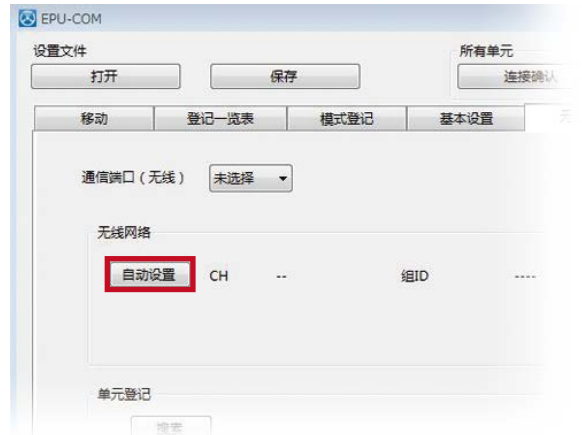 EPU-COM
设置文件
所有单元
打开
保存
连接确认
移动
登记一览表
模式登记
基本设置
无
通信端口（无线）
未选择
无线网络
自动设置
CH
--
组ID
----
单元登记
搜索